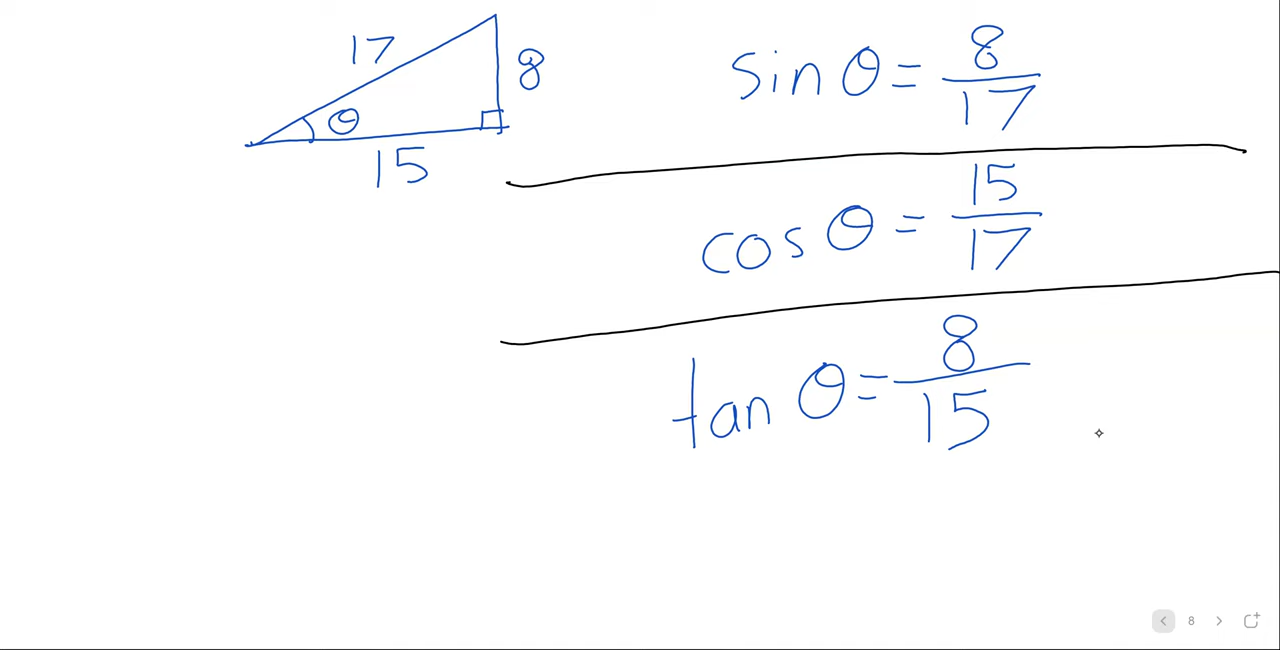 17
8
θ
15
sin θ = 8/17
cos θ = 15/17
tan θ = 8/15
8